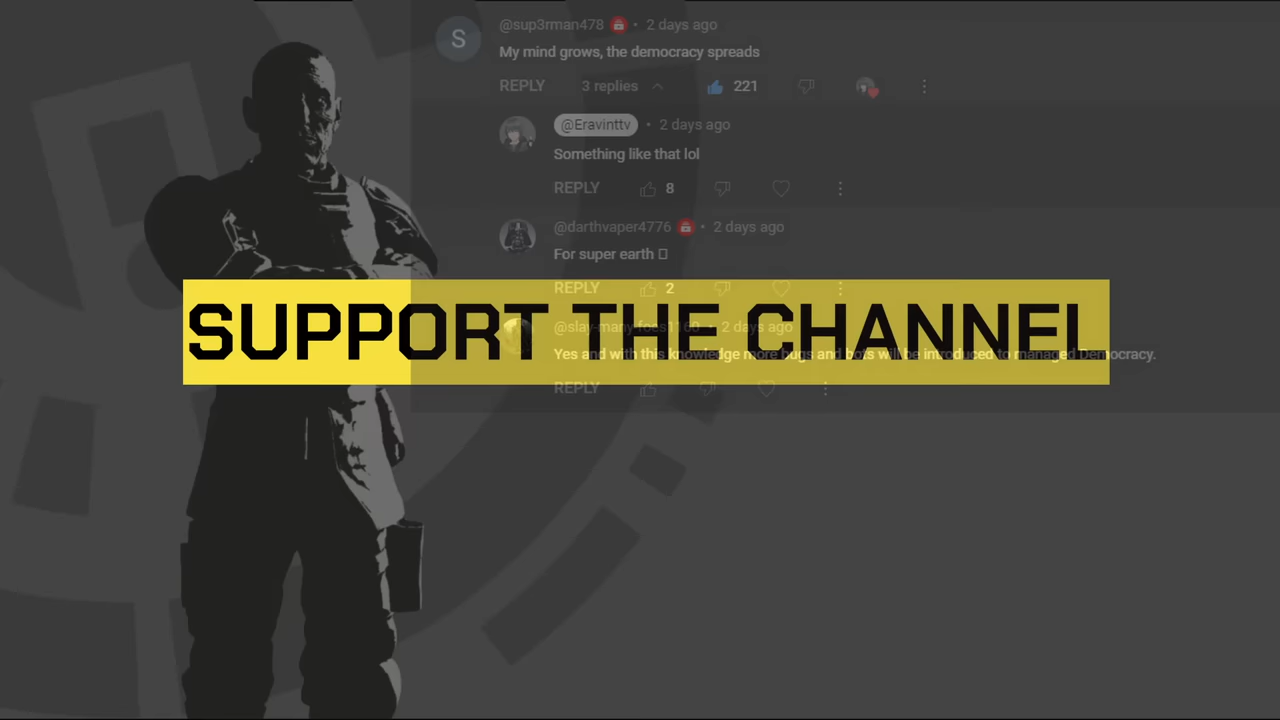 S
@sup3rman478 • 2 days ago
My mind grows, the democracy spreads
REPLY 3 replies 221
@Eravinttv • 2 days ago
Something like that lol
REPLY 8
@darthvaper4776 • 2 days ago
For super earth
REPLY 2
SUPPORT THE CHANNEL
• 2 days ago
Yes and with this knowledge more bugs and bots will be introduced to managed Democracy.
REPLY